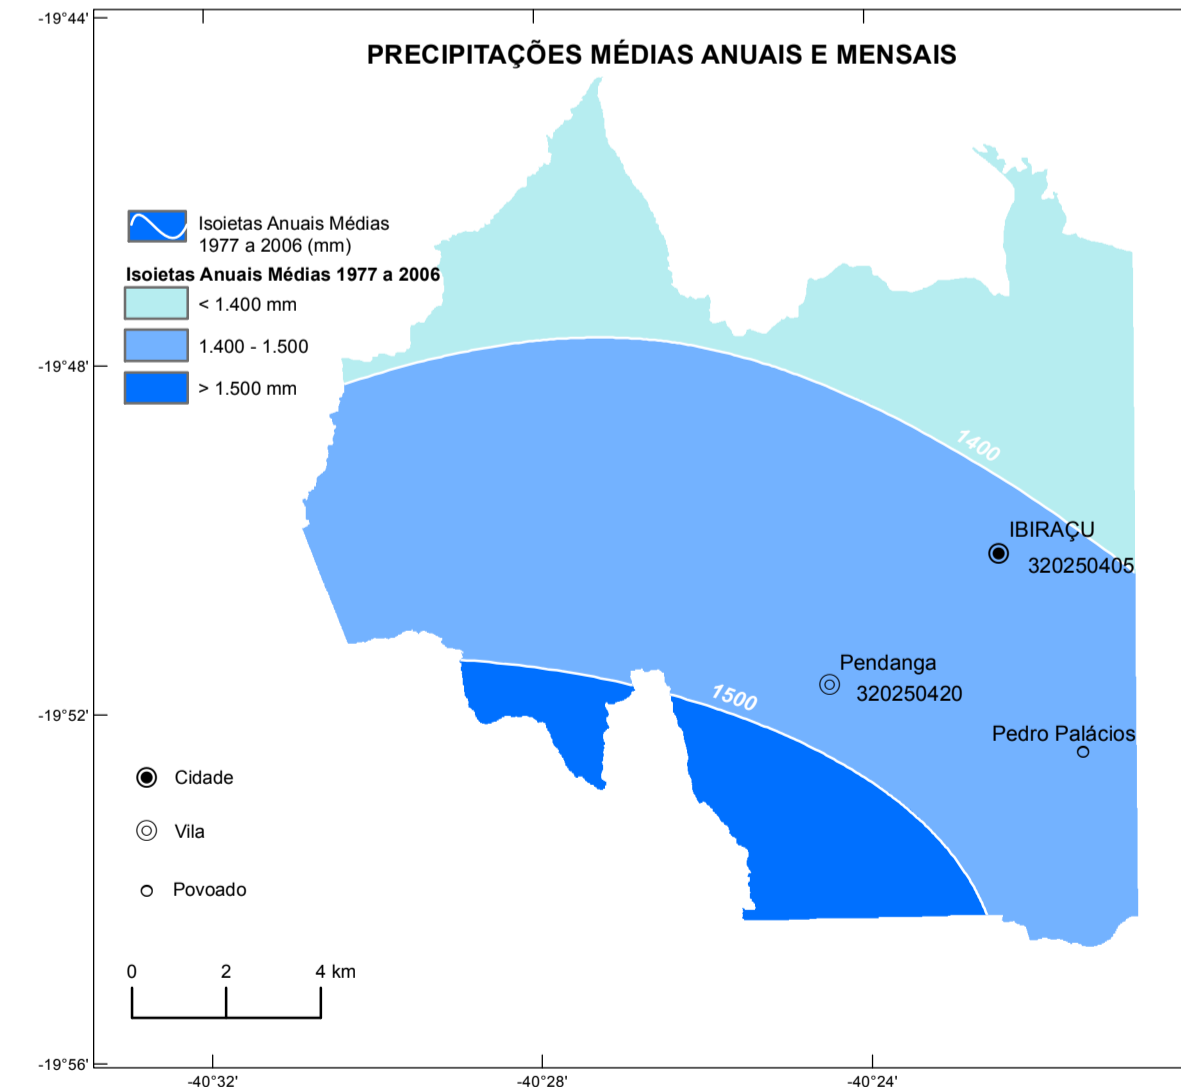 -19°44'
PRECIPITAÇÕES MÉDIAS ANUAIS E MENSAIS
Isoietas Anuais Médias
1977 a 2006 (mm)
Isoietas Anuais Médias 1977 a 2006
< 1.400 mm
1.400 - 1.500
> 1.500 mm
-19°48'
1400
IBIRAÇU
320250405
Pendanga
320250420
1500
-19°52'
Pedro Palácios
Cidade
Vila
Povoado
0 2 4 km
-19°56'
-40°32' -40°28' -40°24'